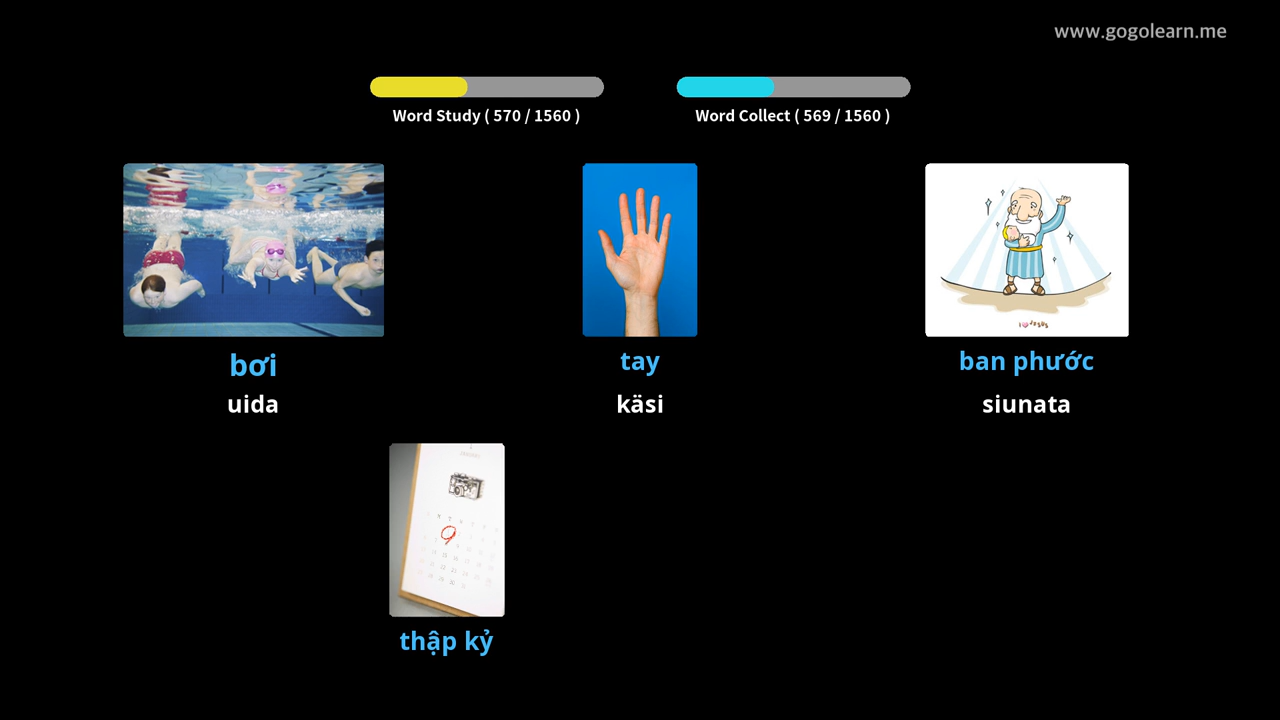 www.gogolearn.me
Word Study ( 570 / 1560 )
Word Collect ( 569 / 1560 )
bơi
tay
ban phước
uida
käsi
siunata
thập kỷ